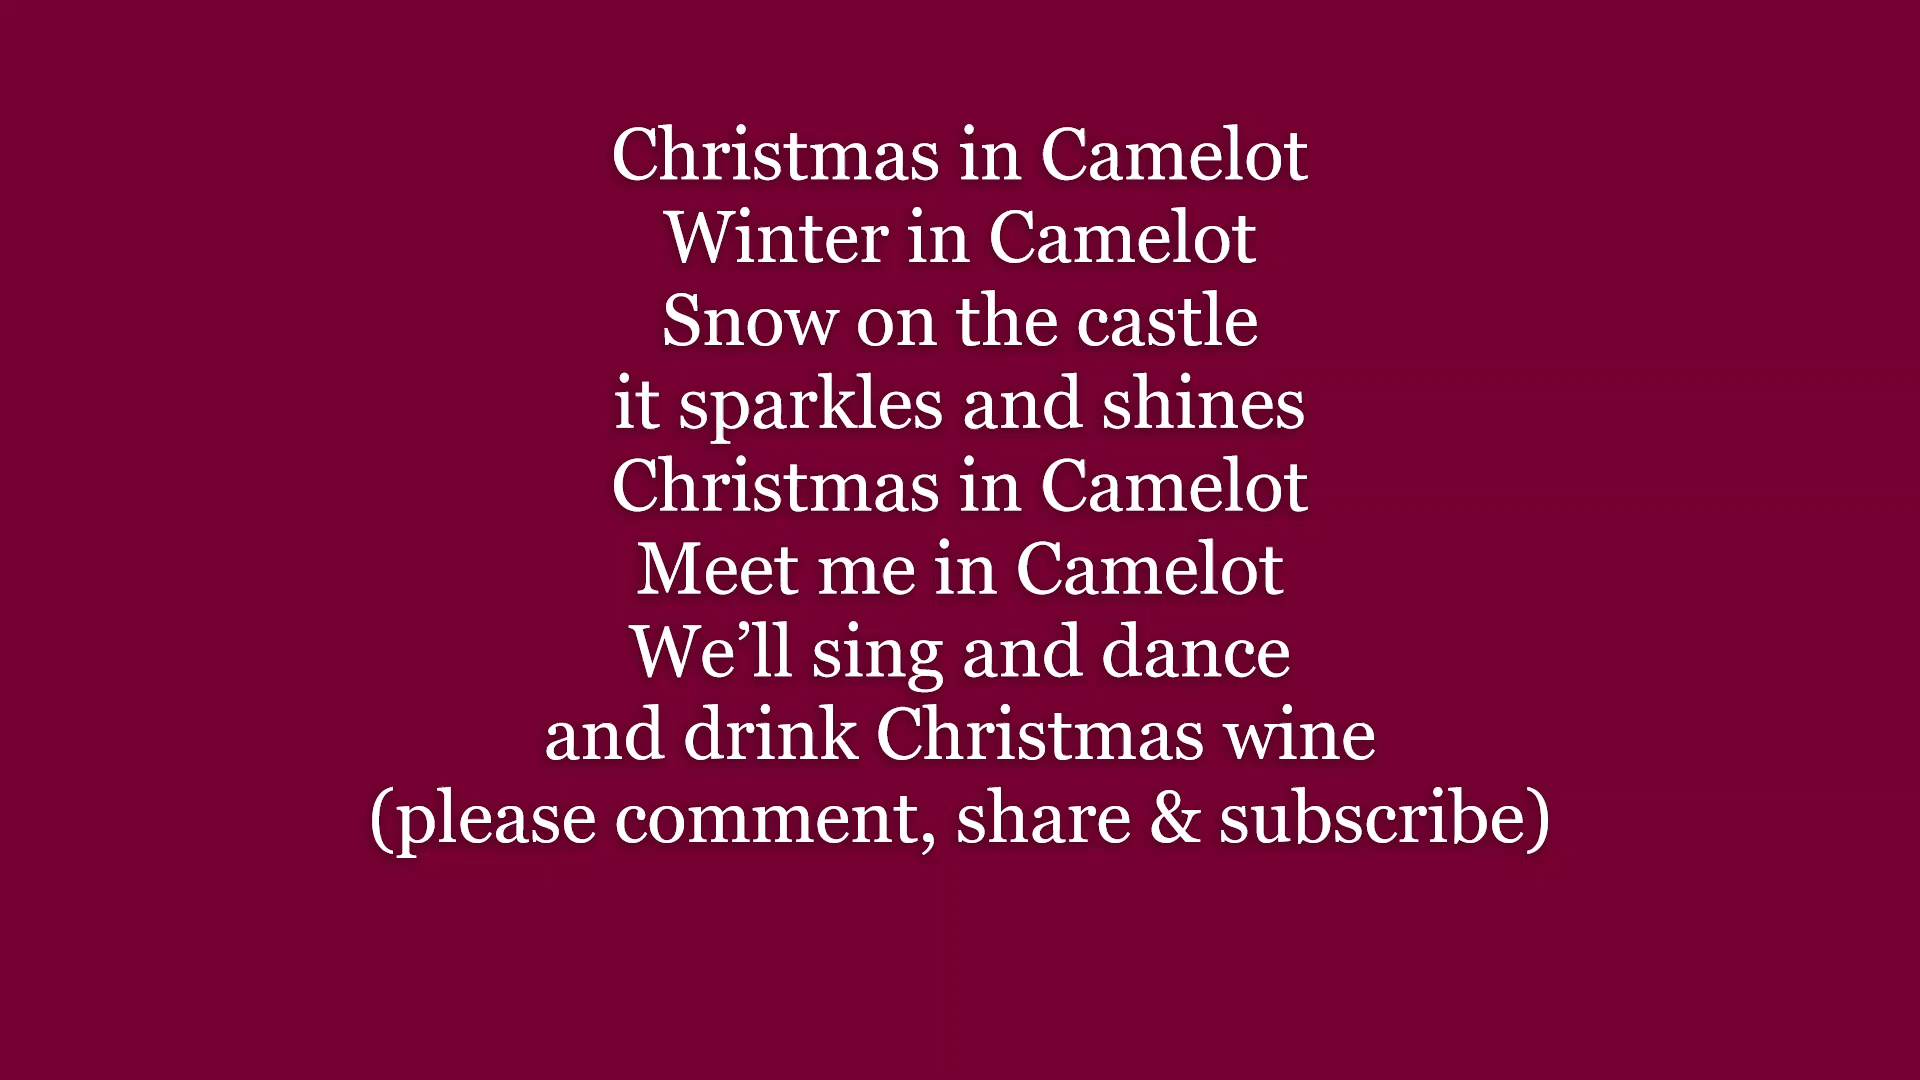 Christmas in Camelot
Winter in Camelot
Snow on the castle
it sparkles and shines
Christmas in Camelot
Meet me in Camelot
We’ll sing and dance
and drink Christmas wine
(please comment, share & subscribe)